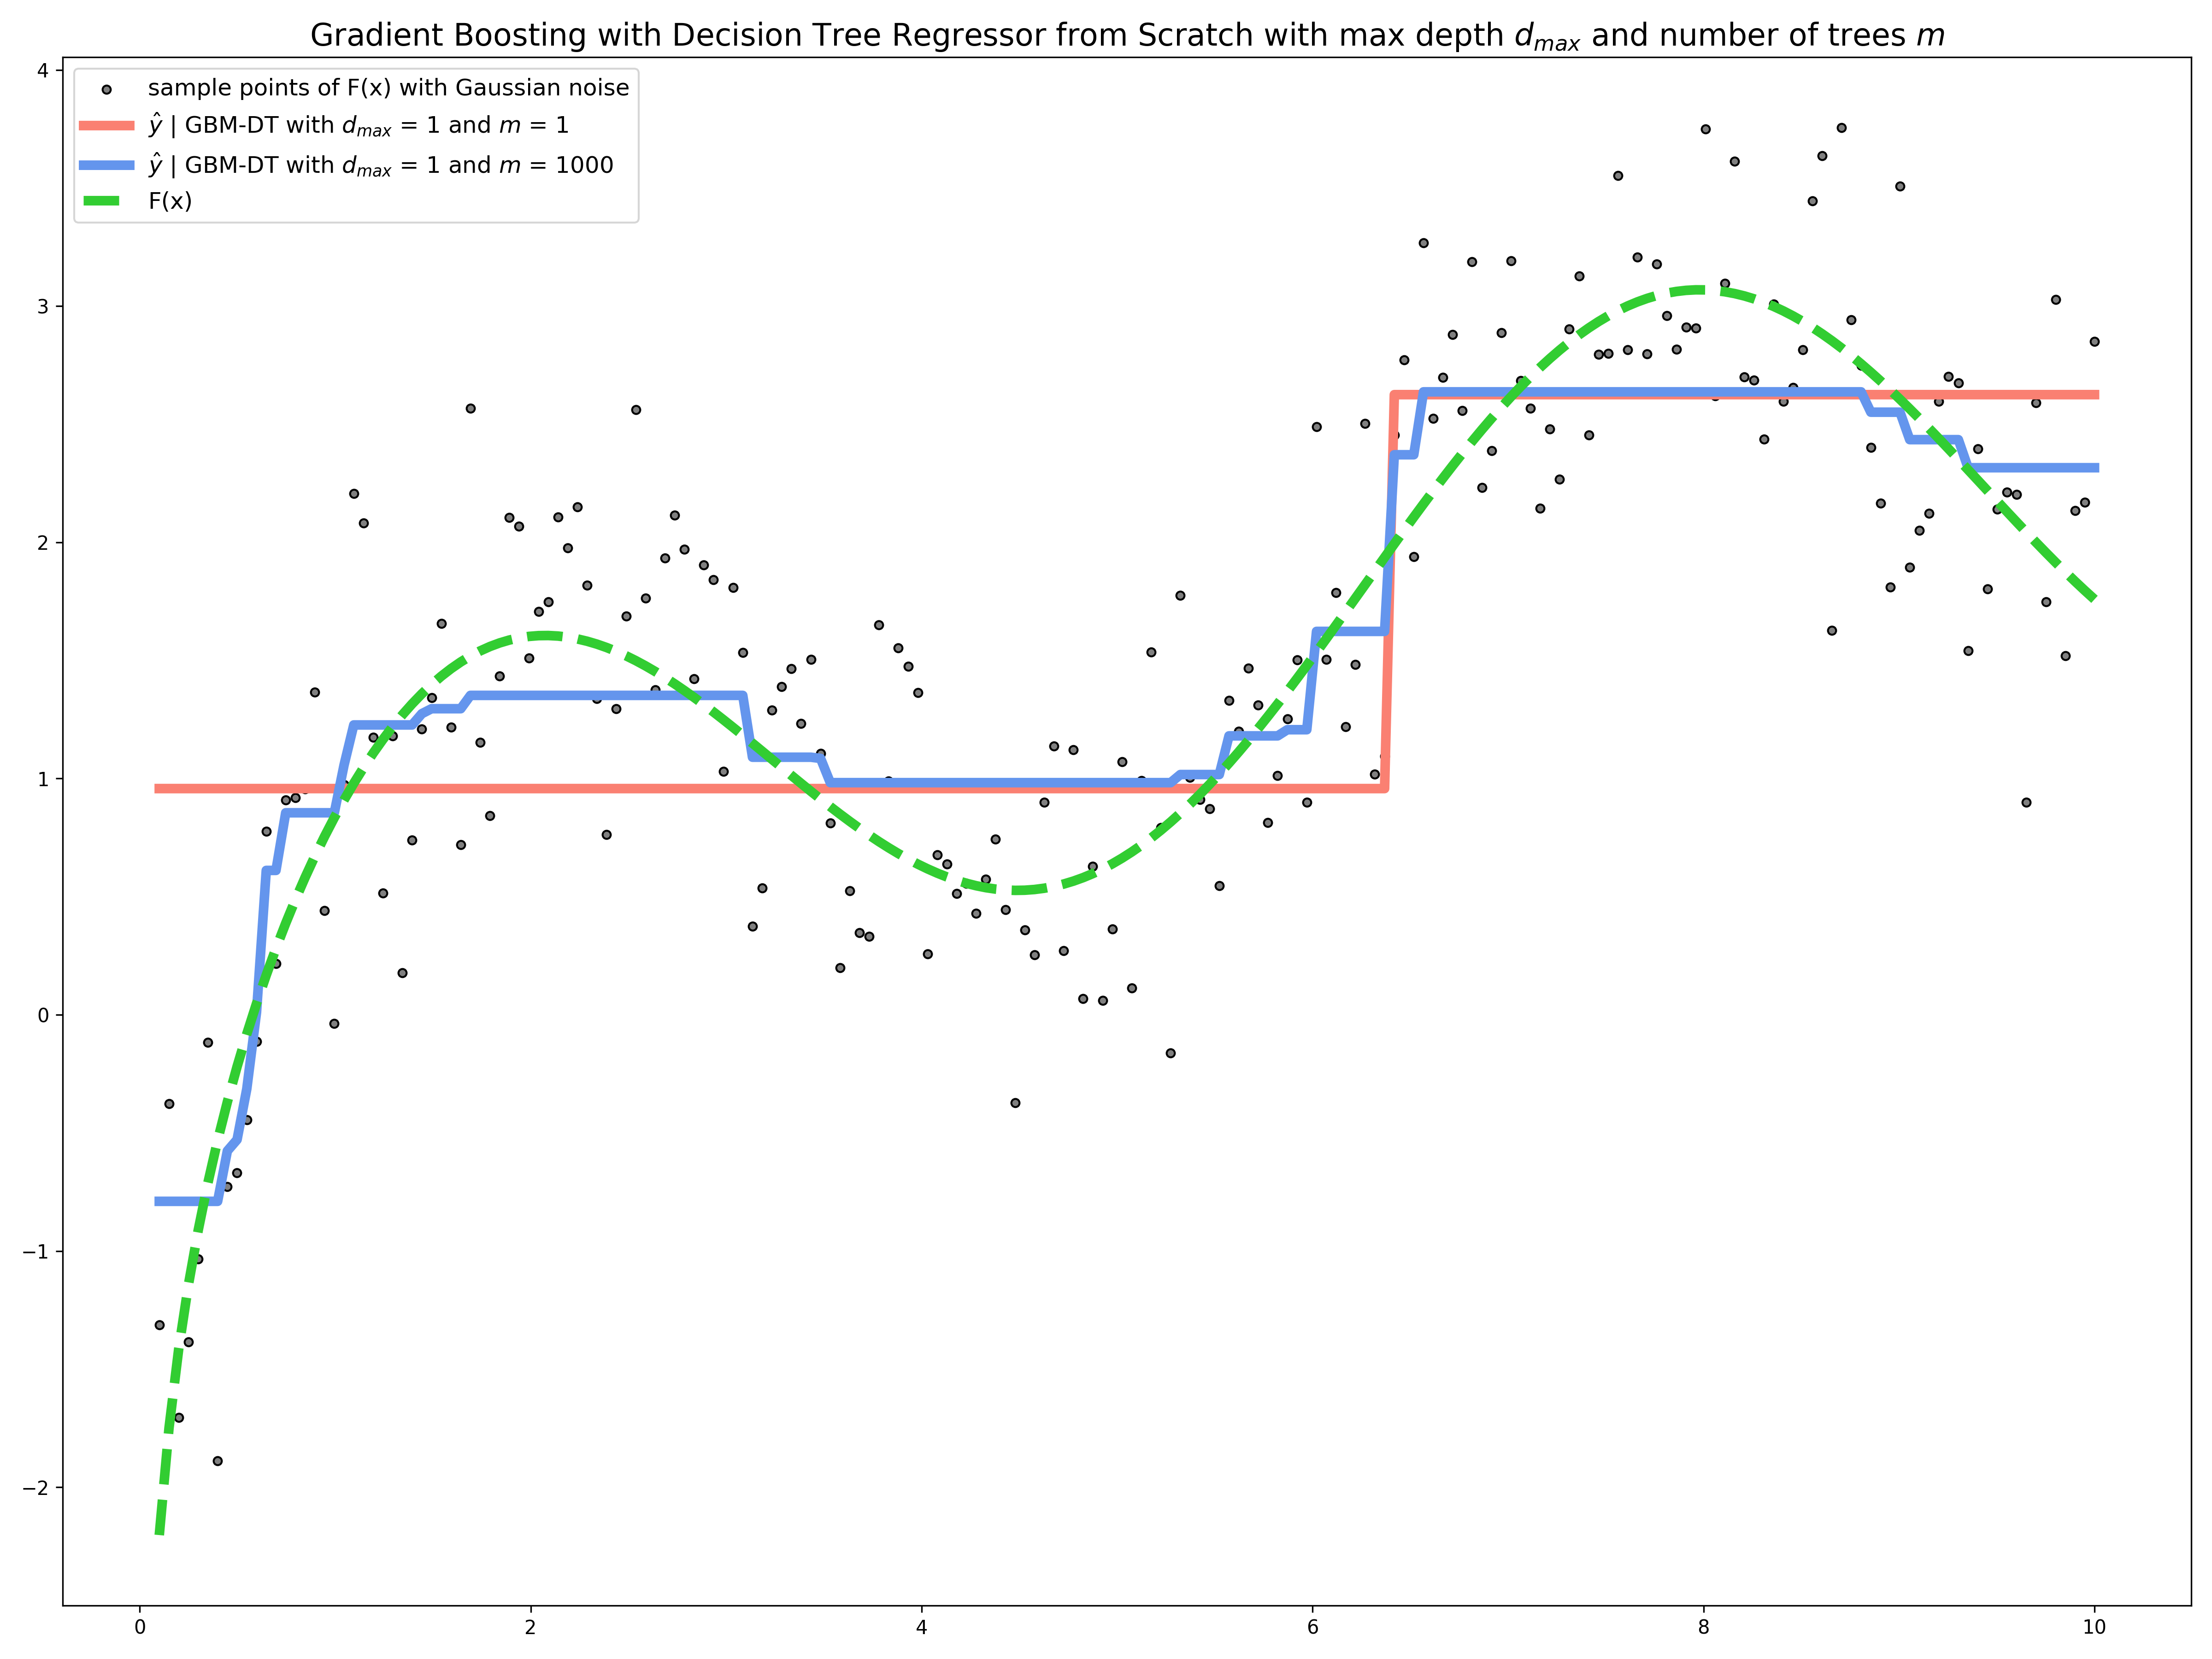 Gradient Boosting with Decision Tree Regressor from Scratch with max depth d_max and number of trees m
sample points of F(x) with Gaussian noise
ŷ | GBM-DT with d_max = 1 and m = 1
ŷ | GBM-DT with d_max = 1 and m = 1000
F(x)
4
3
2
1
0
−1
−2
0 2 4 6 8 10